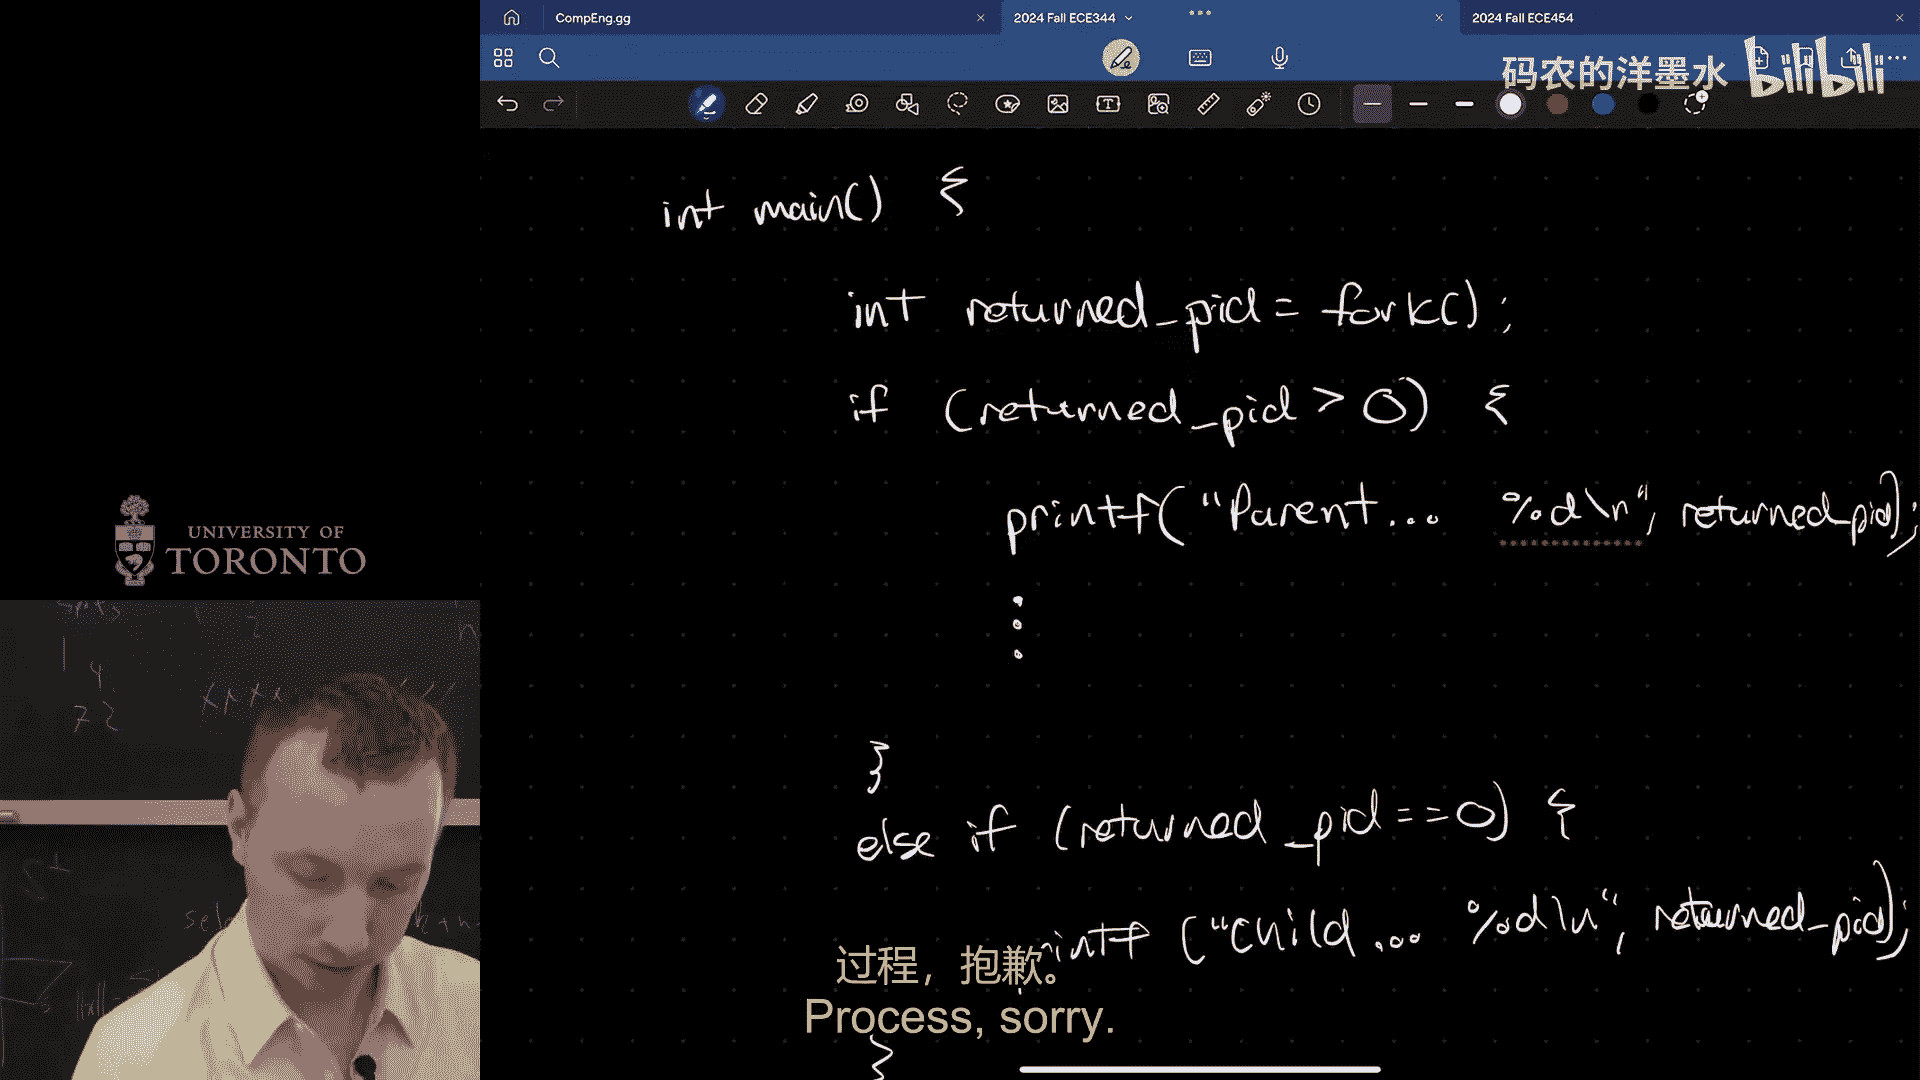 CompEng.gg
2024 Fall ECE344
2024 Fall ECE454
码农的洋墨水 bilibili
int main() {
int returned_pid = fork();
if (returned_pid > 0) {
printf("Parent... %d\n", returned_pid);
UNIVERSITY OF
TORONTO
}
else if (returned_pid == 0) {
intf ("Child... %d\n", returned_pid);
过程，抱歉。
Process, sorry.
}